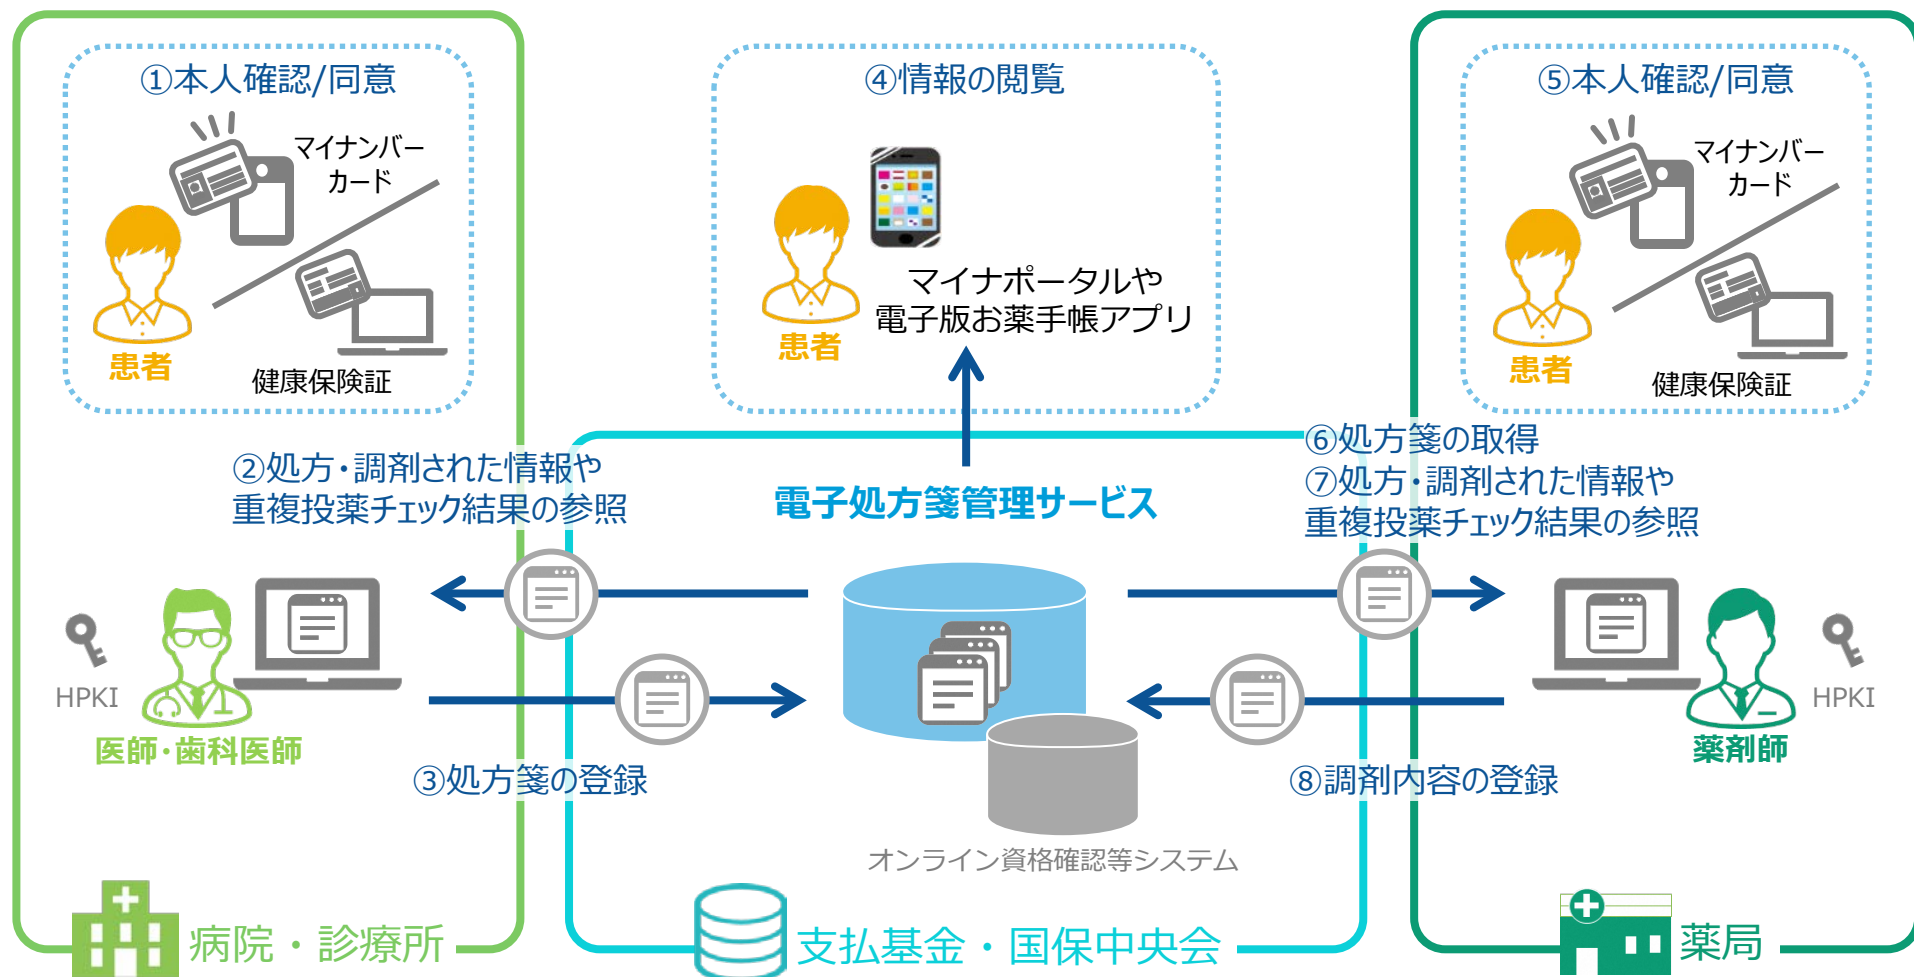 ①本人確認/同意
マイナンバー
カード
患者
健康保険証
②処方・調剤された情報や
重複投薬チェック結果の参照
HPKI
医師・歯科医師
③処方箋の登録
病院・診療所
④情報の閲覧
マイナポータルや
電子版お薬手帳アプリ
患者
電子処方箋管理サービス
オンライン資格確認等システム
支払基金・国保中央会
⑤本人確認/同意
マイナンバー
カード
患者
健康保険証
⑥処方箋の取得
⑦処方・調剤された情報や
重複投薬チェック結果の参照
HPKI
薬剤師
⑧調剤内容の登録
薬局